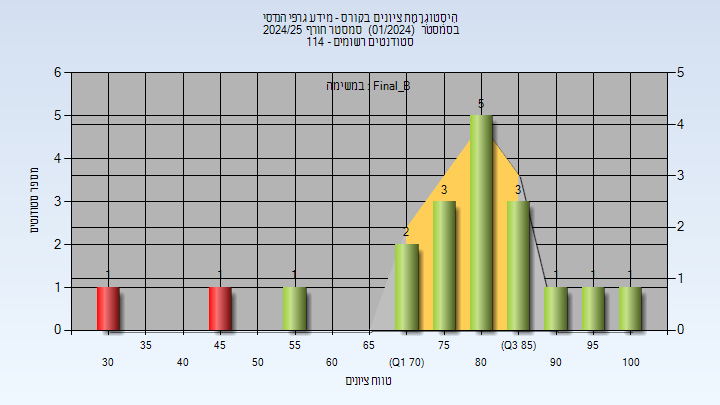 היסטוגרמת ציונים בקורס - מידע גרפי הנדסי
בסמסטר (01/2024) סמסטר חורף 2024/25
סטודנטים רשומים - 114
במשימה : Final_B
6 5 4 3 2 1 0
מספר סטודנטים
5 4 3 2 1 0
1 1 1 2 3 5 3 1 1 1
35 45 55 65 75 (Q3 85) 95
30 40 50 60 (Q1 70) 80 90 100
טווח ציונים